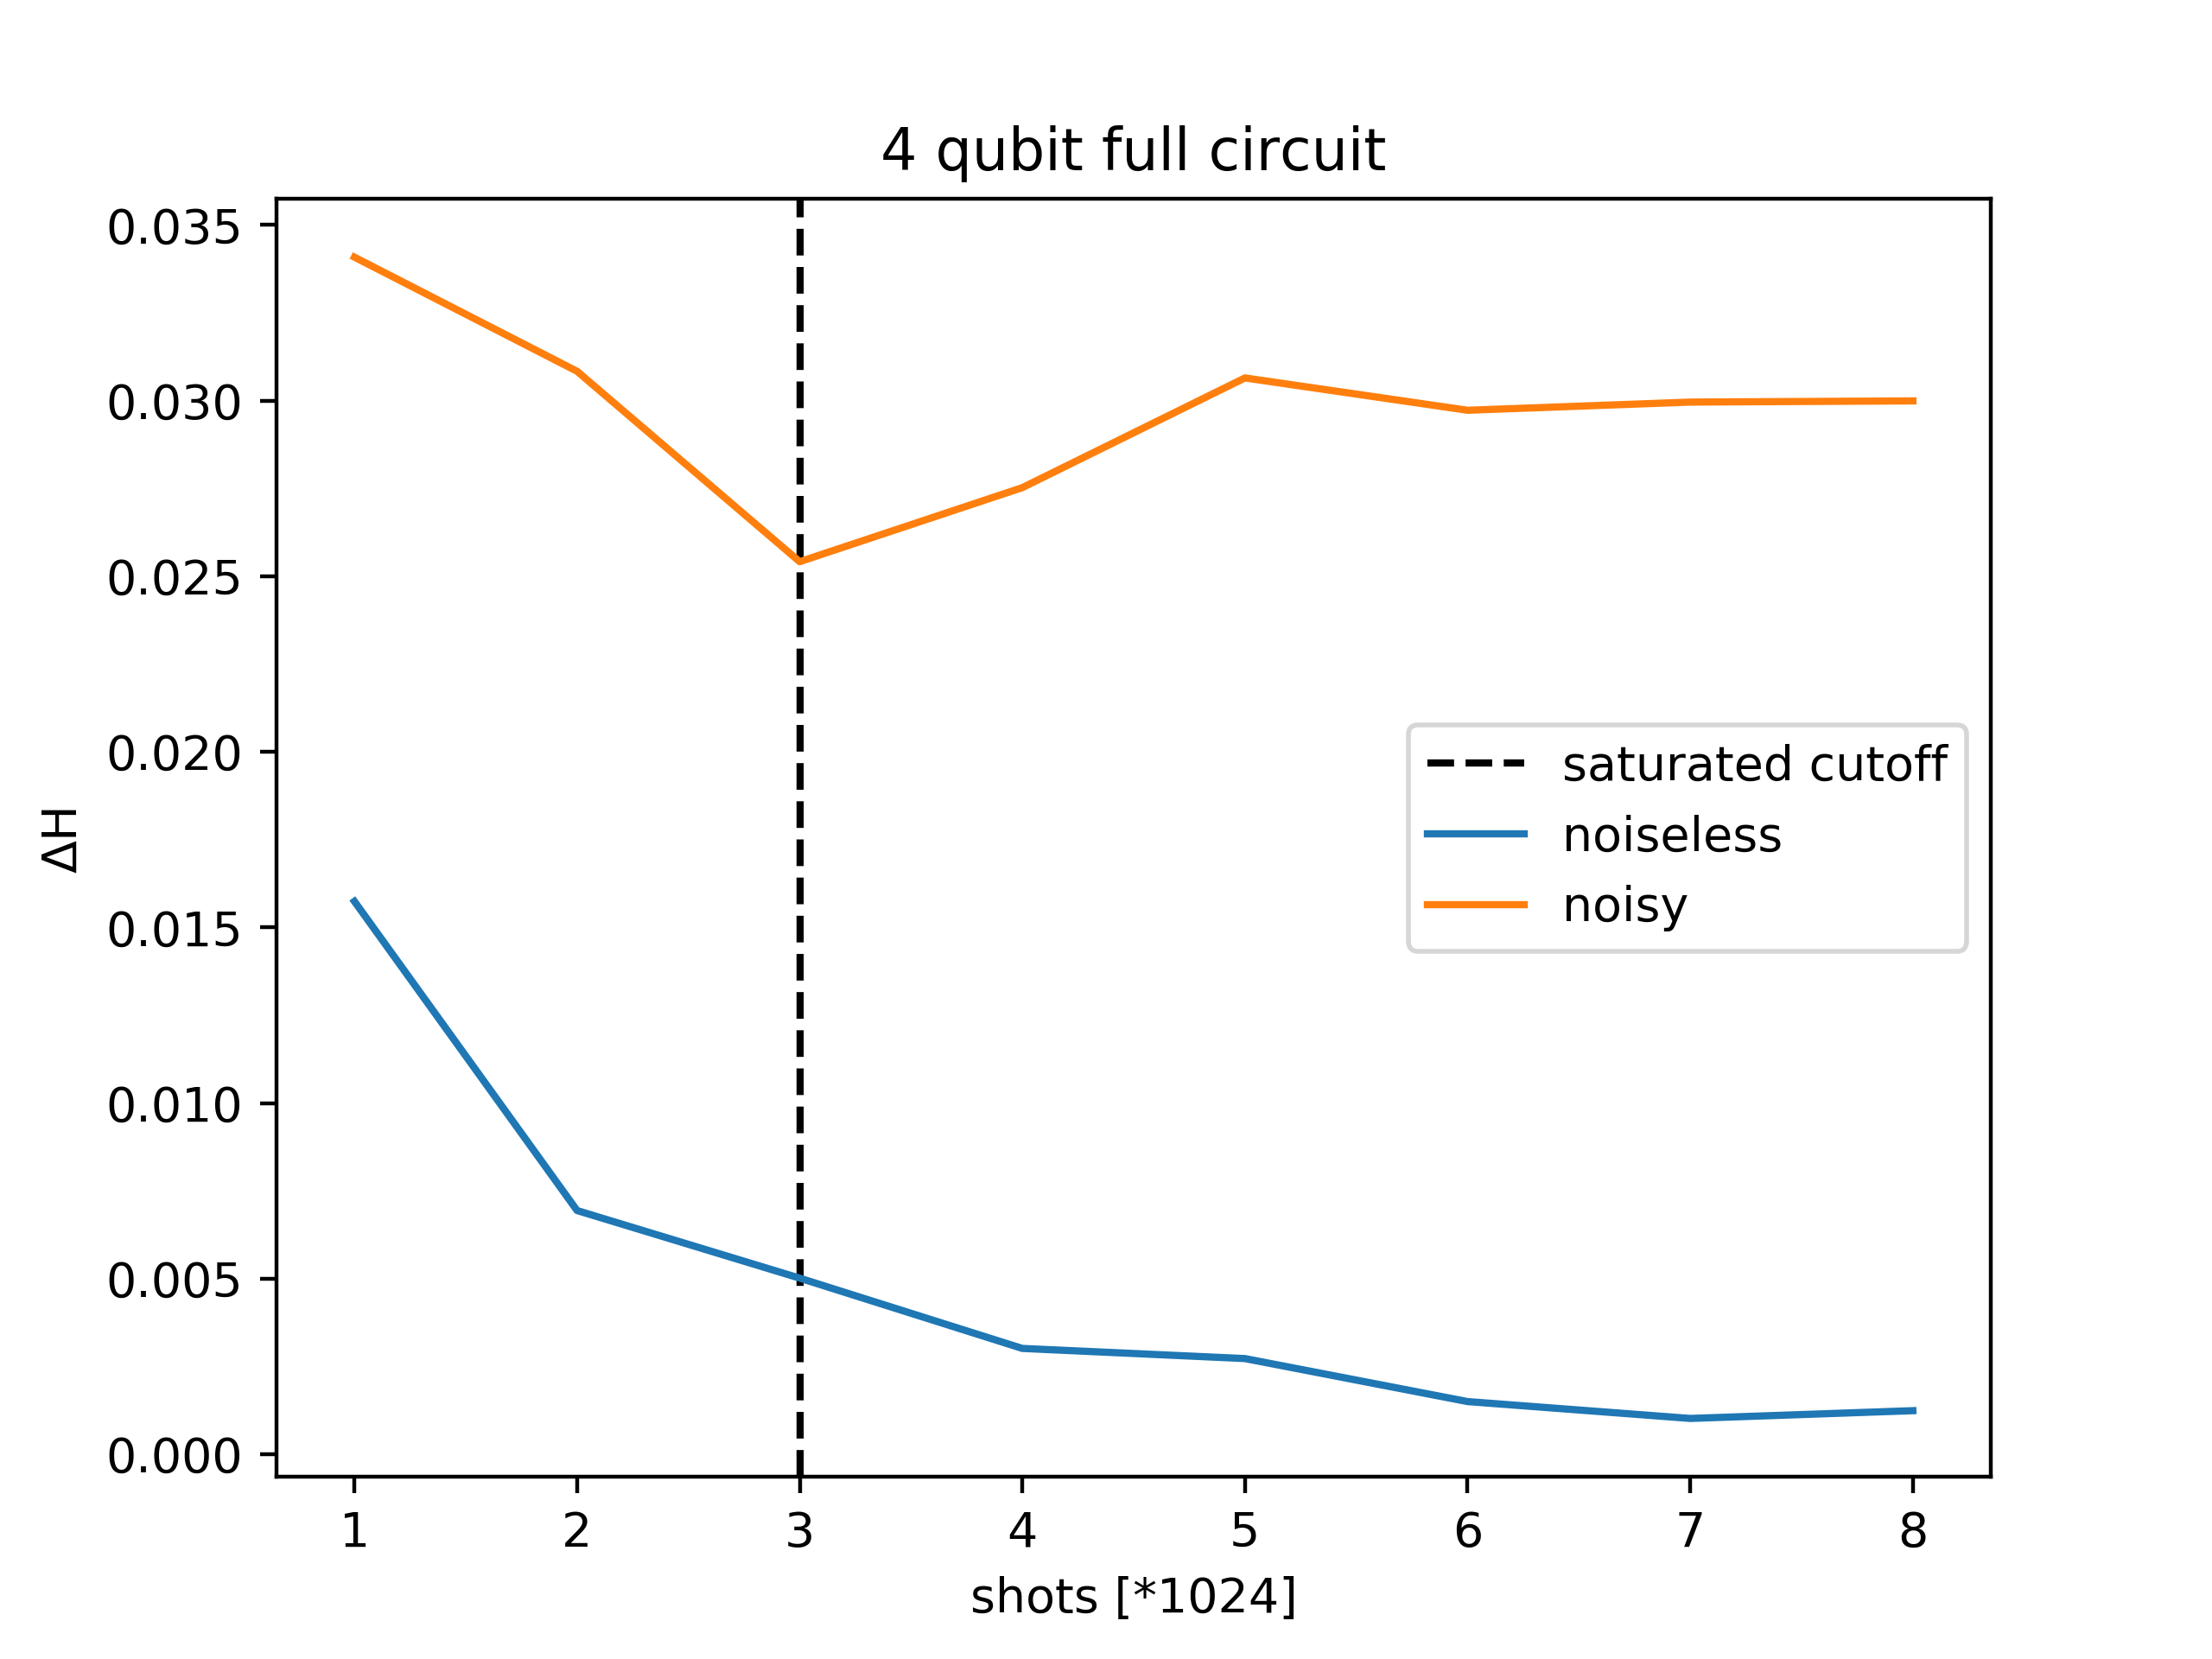 4 qubit full circuit
0.035
0.030
0.025
0.020
0.015
0.010
0.005
0.000
ΔH
saturated cutoff
noiseless
noisy
1 2 3 4 5 6 7 8
shots [*1024]